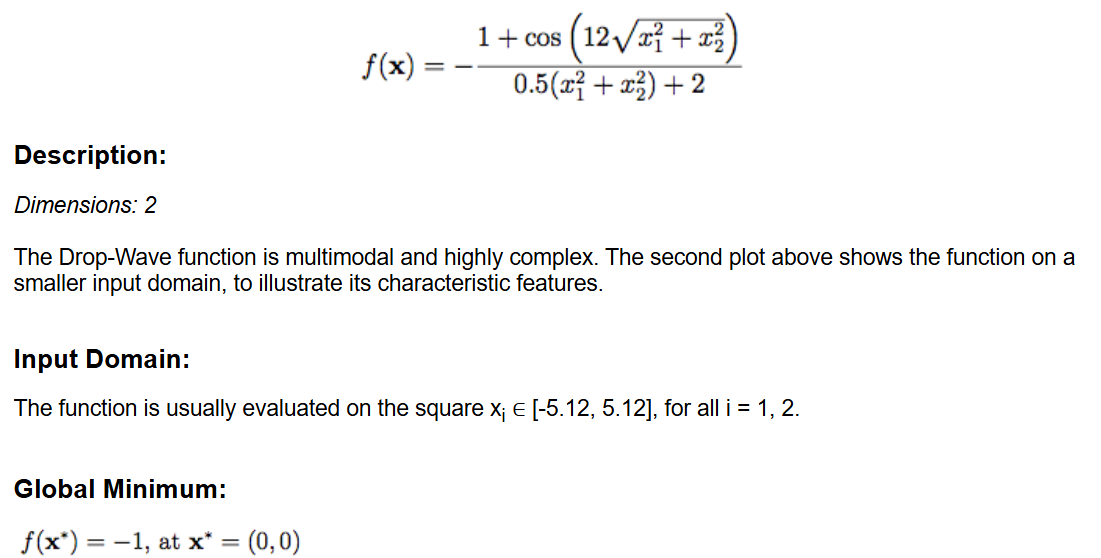 f(x) = − (1 + cos (12√(x₁² + x₂²))) / (0.5(x₁² + x₂²) + 2)
Description:
Dimensions: 2
The Drop-Wave function is multimodal and highly complex. The second plot above shows the function on a
smaller input domain, to illustrate its characteristic features.
Input Domain:
The function is usually evaluated on the square xᵢ ∈ [-5.12, 5.12], for all i = 1, 2.
Global Minimum:
f(x*) = −1, at x* = (0,0)